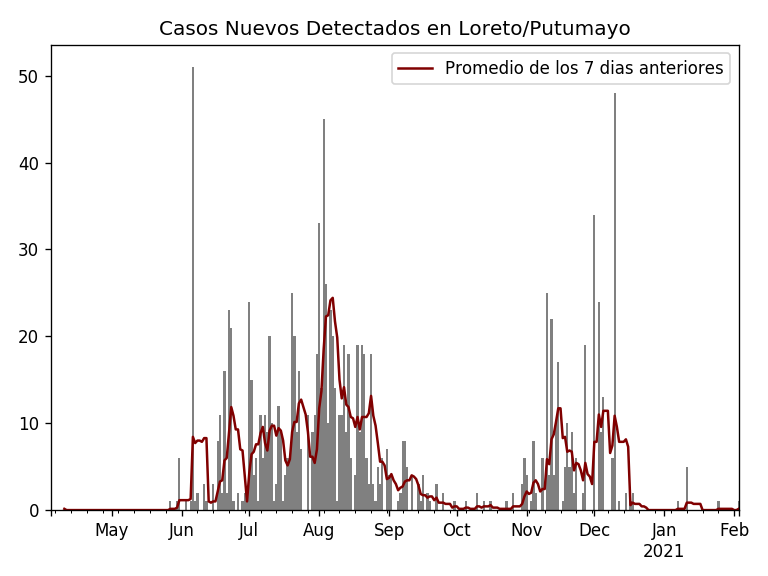 Casos Nuevos Detectados en Loreto/Putumayo
Promedio de los 7 dias anteriores
50
40
30
20
10
0
May Jun Jul Aug Sep Oct Nov Dec Jan Feb
2021